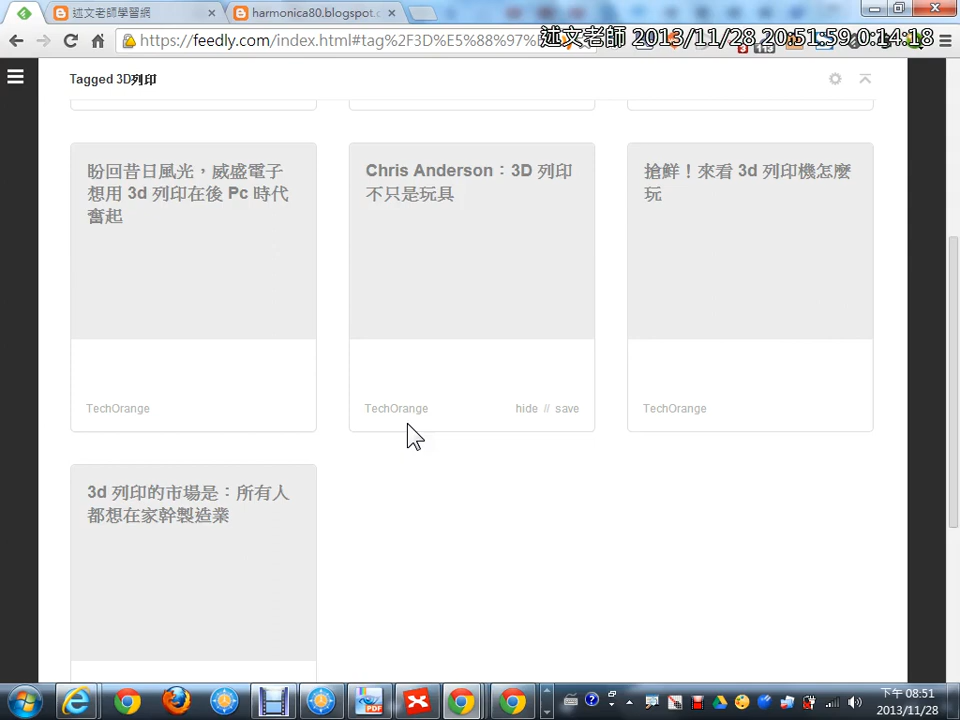 述文老師學習網
harmonica80.blogspot.c
https://feedly.com/index.html#tag%2F3D%E5%88%97%
述文老師 2013/11/28 20:51:59 0:14:18
Tagged 3D列印
盼回昔日風光，威盛電子
想用 3d 列印在後 Pc 時代
奮起
TechOrange
Chris Anderson：3D 列印
不只是玩具
TechOrange
hide // save
搶鮮！來看 3d 列印機怎麼
玩
TechOrange
3d 列印的市場是：所有人
都想在家幹製造業
PDF
下午 08:51
2013/11/28